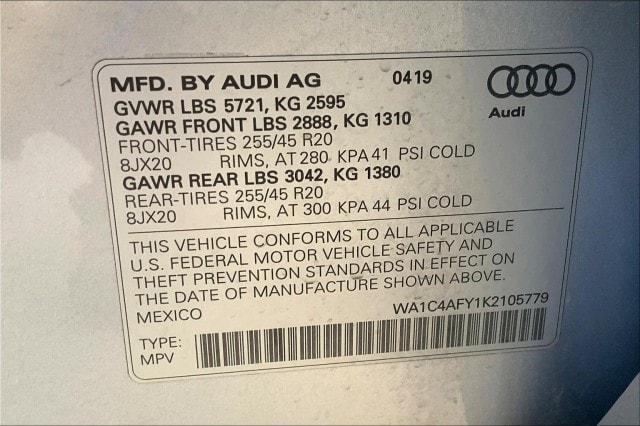 MFD. BY AUDI AG 0419
Audi
GVWR LBS 5721, KG 2595
GAWR FRONT LBS 2888, KG 1310
FRONT-TIRES 255/45 R20
8JX20 RIMS, AT 280 KPA 41 PSI COLD
GAWR REAR LBS 3042, KG 1380
REAR-TIRES 255/45 R20
8JX20 RIMS, AT 300 KPA 44 PSI COLD
THIS VEHICLE CONFORMS TO ALL APPLICABLE
U.S. FEDERAL MOTOR VEHICLE SAFETY AND
THEFT PREVENTION STANDARDS IN EFFECT ON
THE DATE OF MANUFACTURE SHOWN ABOVE.
MEXICO WA1C4AFY1K2105779
TYPE:
MPV